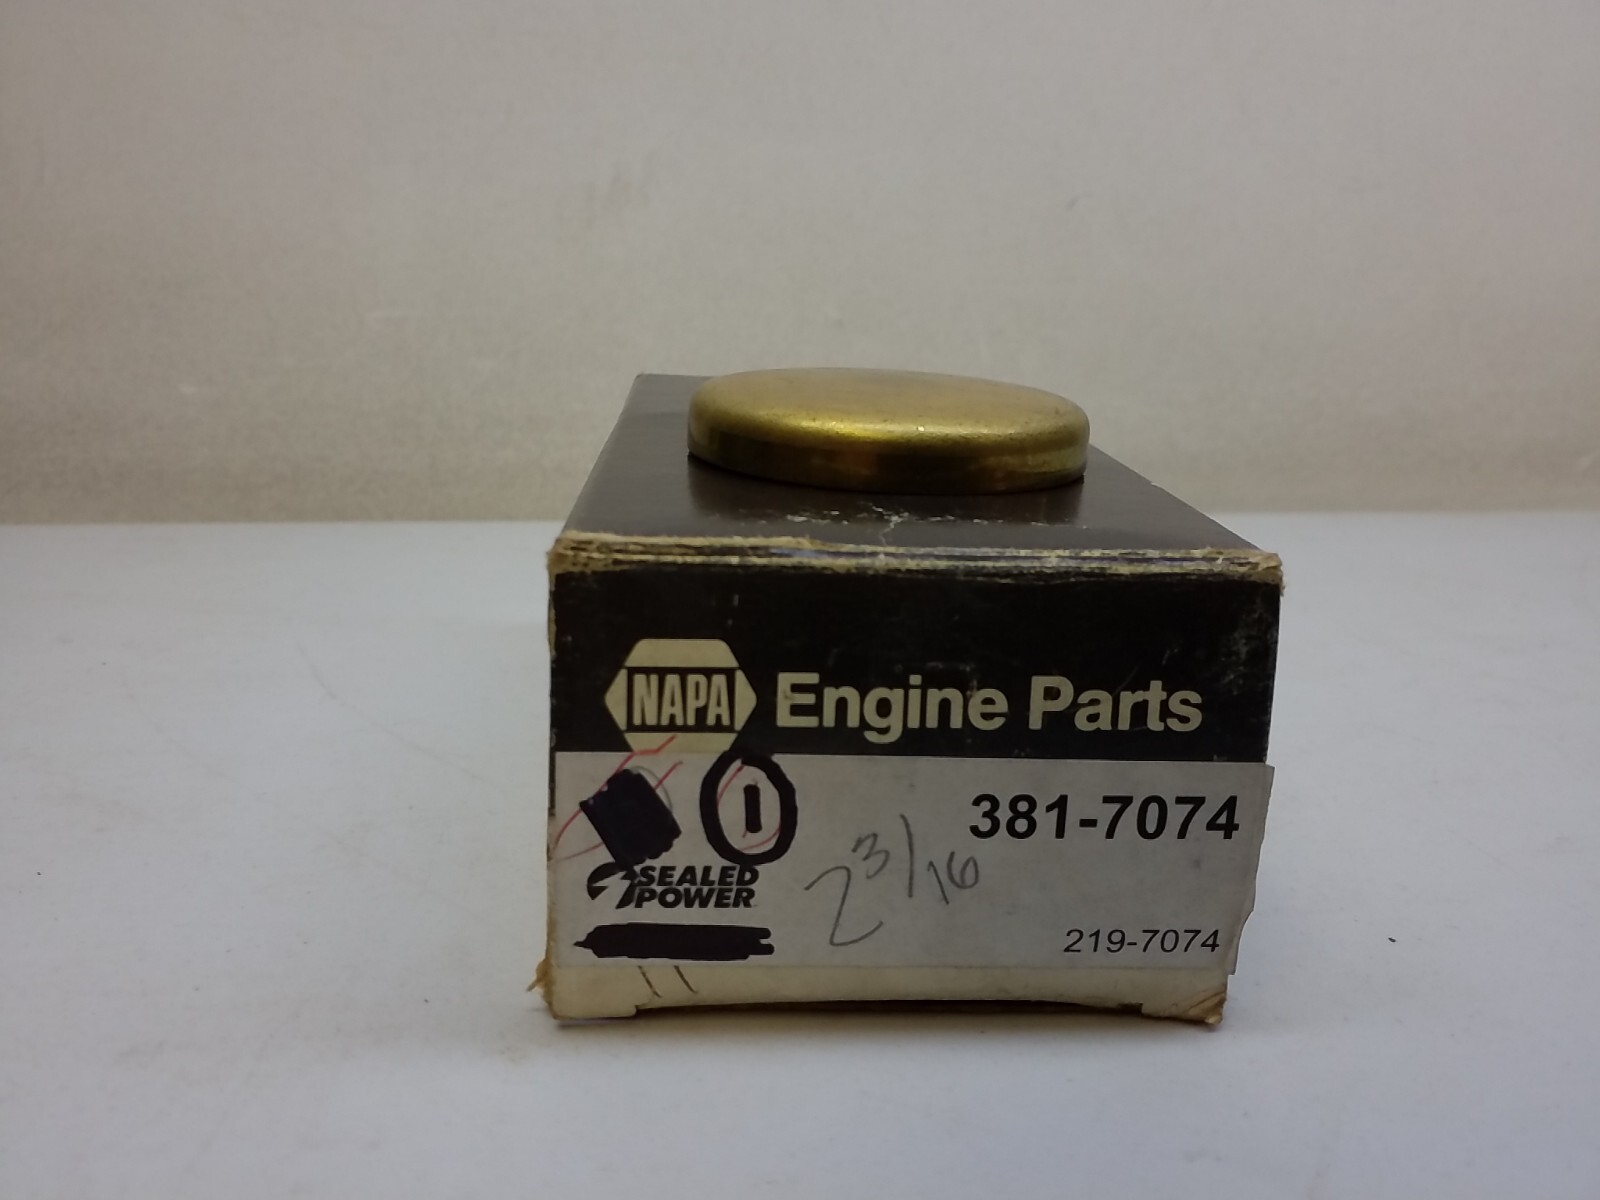 NAPA Engine Parts
1
381-7074
2 3/16
SEALED
POWER
219-7074